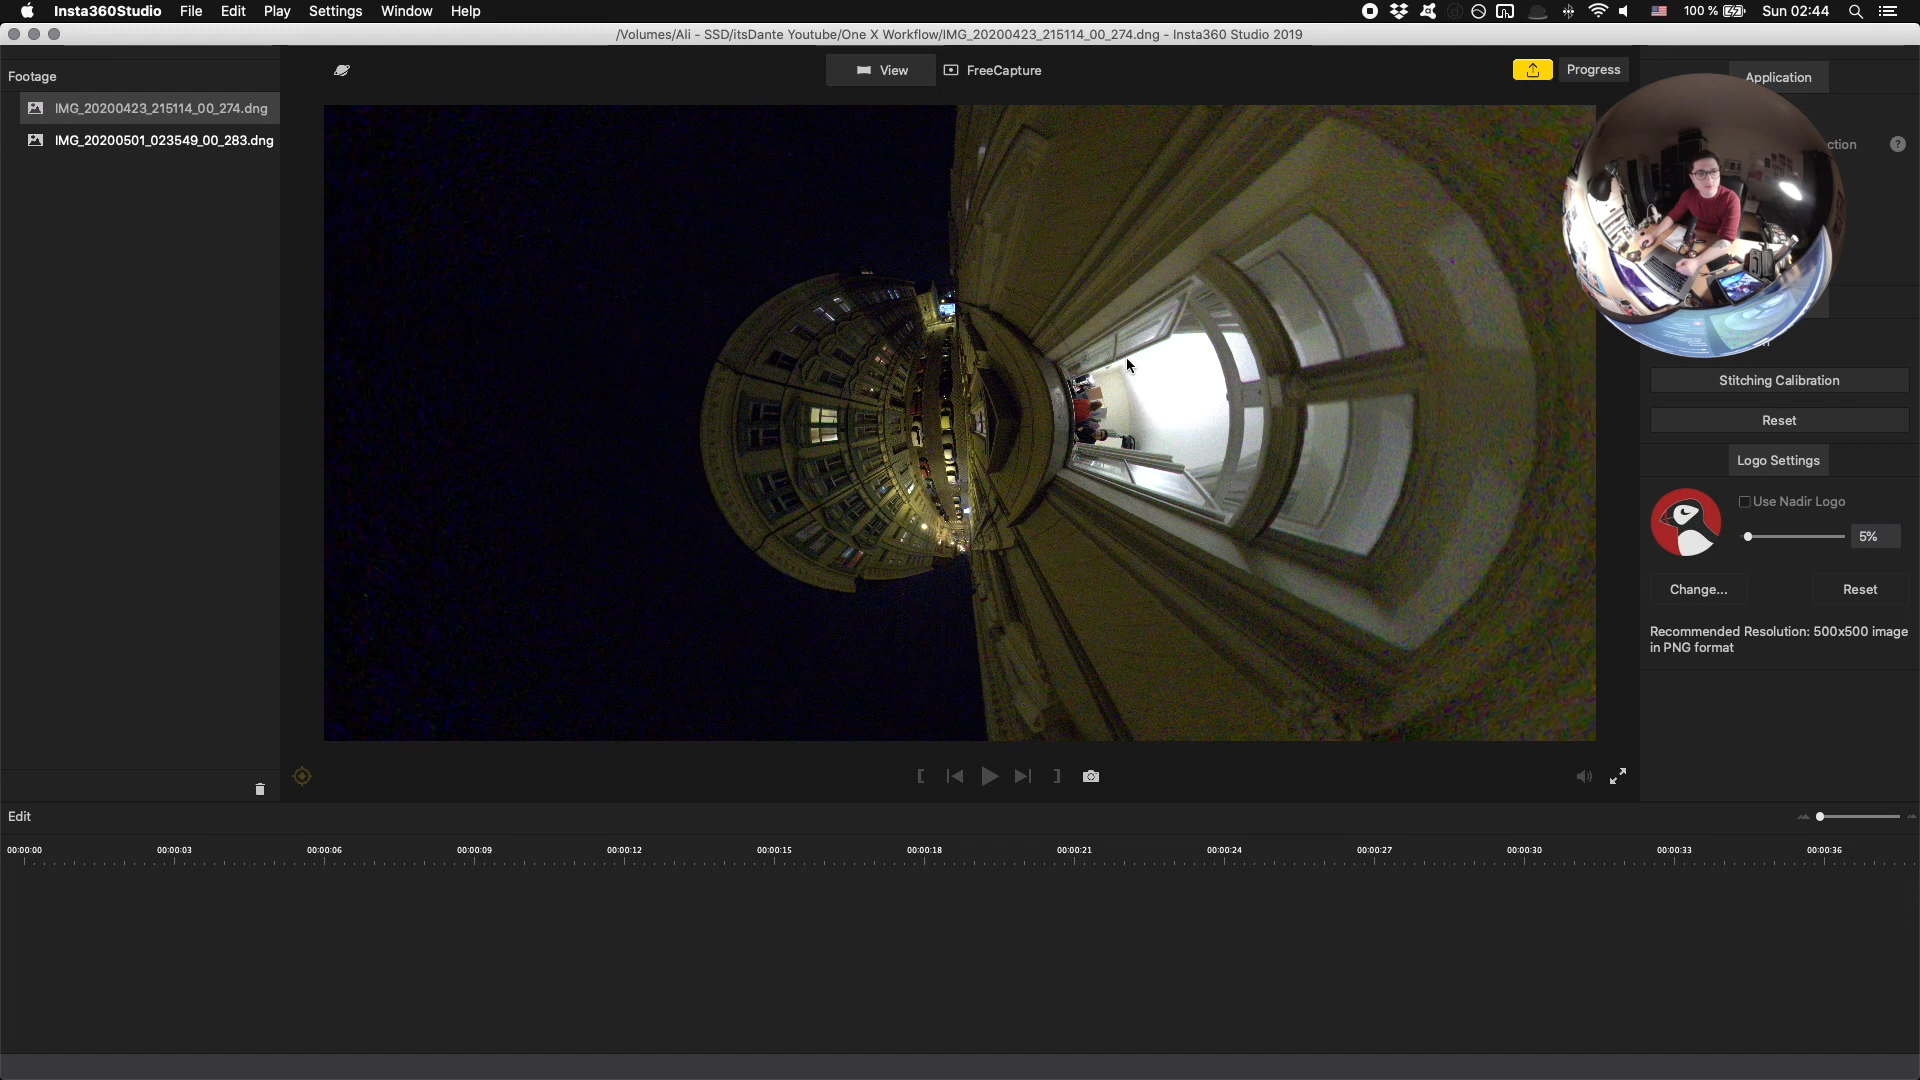 Insta360Studio File Edit Play Settings Window Help 100 % Sun 02:44
/Volumes/Ali - SSD/itsDante Youtube/One X Workflow/IMG_20200423_215114_00_274.dng - Insta360 Studio 2019
Footage
IMG_20200423_215114_00_274.dng
IMG_20200501_023549_00_283.dng
View FreeCapture
Progress
Application
ction ?
Stitching Calibration
Reset
Logo Settings
Use Nadir Logo
5%
Change... Reset
Recommended Resolution: 500x500 image
in PNG format
Edit
00:00:00 00:00:03 00:00:06 00:00:09 00:00:12 00:00:15 00:00:18 00:00:21 00:00:24 00:00:27 00:00:30 00:00:33 00:00:36